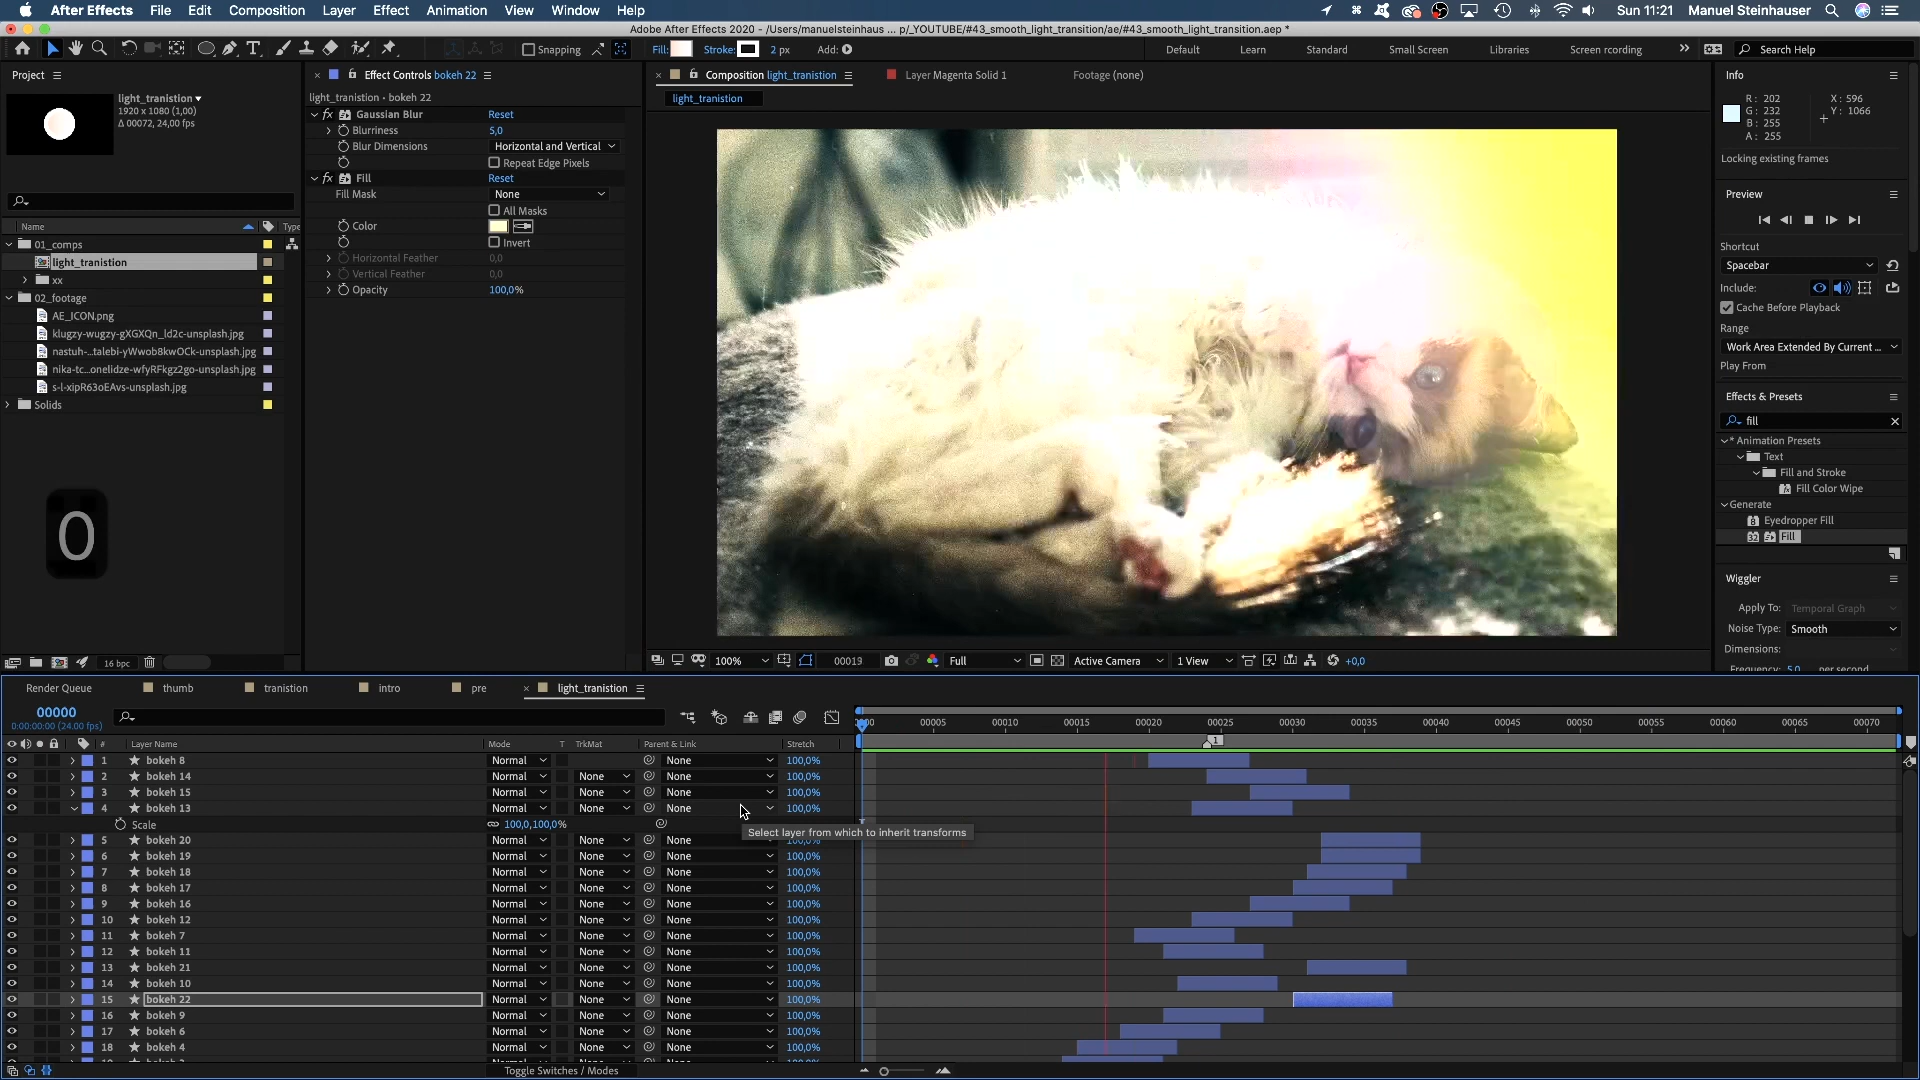 After Effects File Edit Composition Layer Effect Animation View Window Help
Sun 11:21 Manuel Steinhauser
Adobe After Effects 2020 - /Users/manuelsteinhaus ... p/_YOUTUBE/#43_smooth_light_transition/ae/#43_smooth_light_transition.aep *
Snapping
Fill: Stroke: 2 px Add:
Default Learn Standard Small Screen Libraries Screen rcording Search Help
Project
light_tranistion
1920 x 1080 (1,00)
Δ 00072, 24,00 fps
Name Type
01_comps
light_tranistion
xx
02_footage
AE_ICON.png
klugzy-wugzy-gXGXQn_ld2c-unsplash.jpg
nastuh-...talebi-yWwob8kwOCk-unsplash.jpg
nika-tc...onelidze-wfyRFkgz2go-unsplash.jpg
s-l-xipR63oEAvs-unsplash.jpg
Solids
0
16 bpc
Effect Controls bokeh 22
light_tranistion • bokeh 22
fx Gaussian Blur Reset
Blurriness 5,0
Blur Dimensions Horizontal and Vertical
Repeat Edge Pixels
fx Fill Reset
Fill Mask None
All Masks
Color
Invert
Horizontal Feather 0,0
Vertical Feather 0,0
Opacity 100,0%
Composition light_tranistion Layer Magenta Solid 1 Footage (none)
light_tranistion
100% 00019 Full Active Camera 1 View +0,0
Info
R: 202 X: 596
G: 232 Y: 1066
B: 255
A: 255
Locking existing frames
Preview
Shortcut
Spacebar
Include:
Cache Before Playback
Range
Work Area Extended By Current ...
Play From
Effects & Presets
fill
* Animation Presets
Text
Fill and Stroke
Fill Color Wipe
Generate
Eyedropper Fill
32 Fill
Wiggler
Apply To: Temporal Graph
Noise Type: Smooth
Dimensions:
Frequency: 5,0 per second
Render Queue thumb tranistion intro pre light_tranistion
00000
0:00:00:00 (24.00 fps)
00005 00010 00015 00020 00025 00030 00035 00040 00045 00050 00055 00060 00065 00070
1
# Layer Name Mode T TrkMat Parent & Link Stretch
1 bokeh 8 Normal None 100,0%
2 bokeh 14 Normal None None 100,0%
3 bokeh 15 Normal None None 100,0%
4 bokeh 13 Normal None None 100,0%
Scale 100,0,100,0%
Select layer from which to inherit transforms
5 bokeh 20 Normal None None 100,0%
6 bokeh 19 Normal None None 100,0%
7 bokeh 18 Normal None None 100,0%
8 bokeh 17 Normal None None 100,0%
9 bokeh 16 Normal None None 100,0%
10 bokeh 12 Normal None None 100,0%
11 bokeh 7 Normal None None 100,0%
12 bokeh 11 Normal None None 100,0%
13 bokeh 21 Normal None None 100,0%
14 bokeh 10 Normal None None 100,0%
15 bokeh 22 Normal None None 100,0%
16 bokeh 9 Normal None None 100,0%
17 bokeh 6 Normal None None 100,0%
18 bokeh 4 Normal None None 100,0%
Toggle Switches / Modes